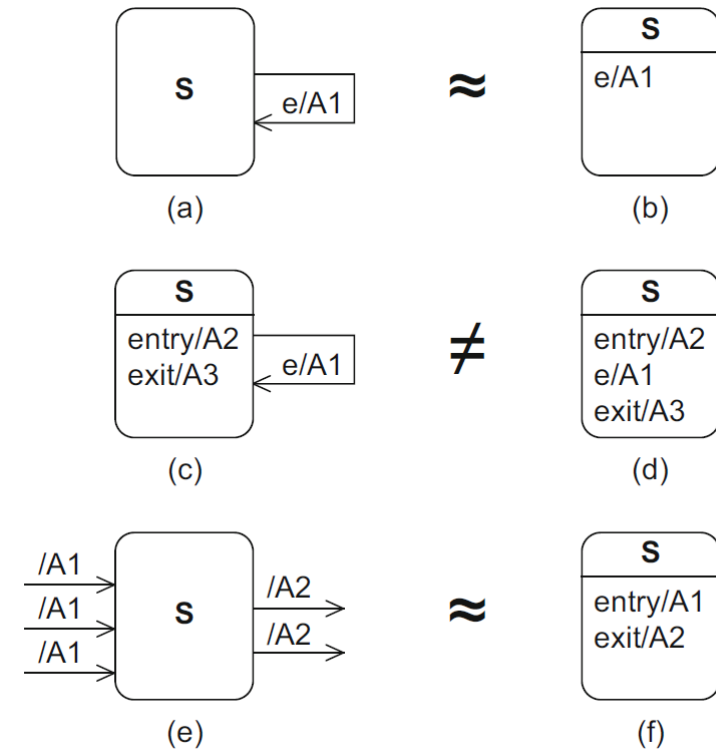 S
e/A1
≈
S
e/A1
(a)
(b)
S
entry/A2
exit/A3
e/A1
≠
S
entry/A2
e/A1
exit/A3
(c)
(d)
/A1
/A1
/A1
S
/A2
/A2
≈
S
entry/A1
exit/A2
(e)
(f)